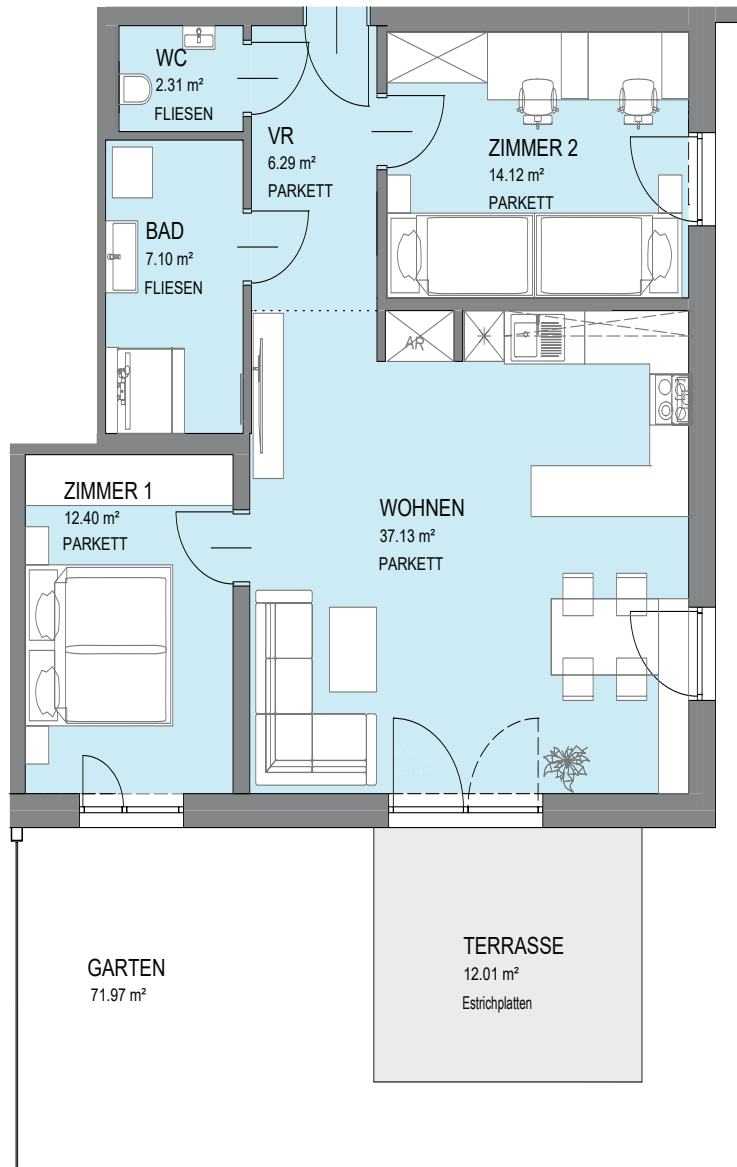 WC
2.31 m²
FLIESEN
VR
6.29 m²
PARKETT
ZIMMER 2
14.12 m²
PARKETT
BAD
7.10 m²
FLIESEN
AR
ZIMMER 1
12.40 m²
PARKETT
WOHNEN
37.13 m²
PARKETT
GARTEN
71.97 m²
TERRASSE
12.01 m²
Estrichplatten